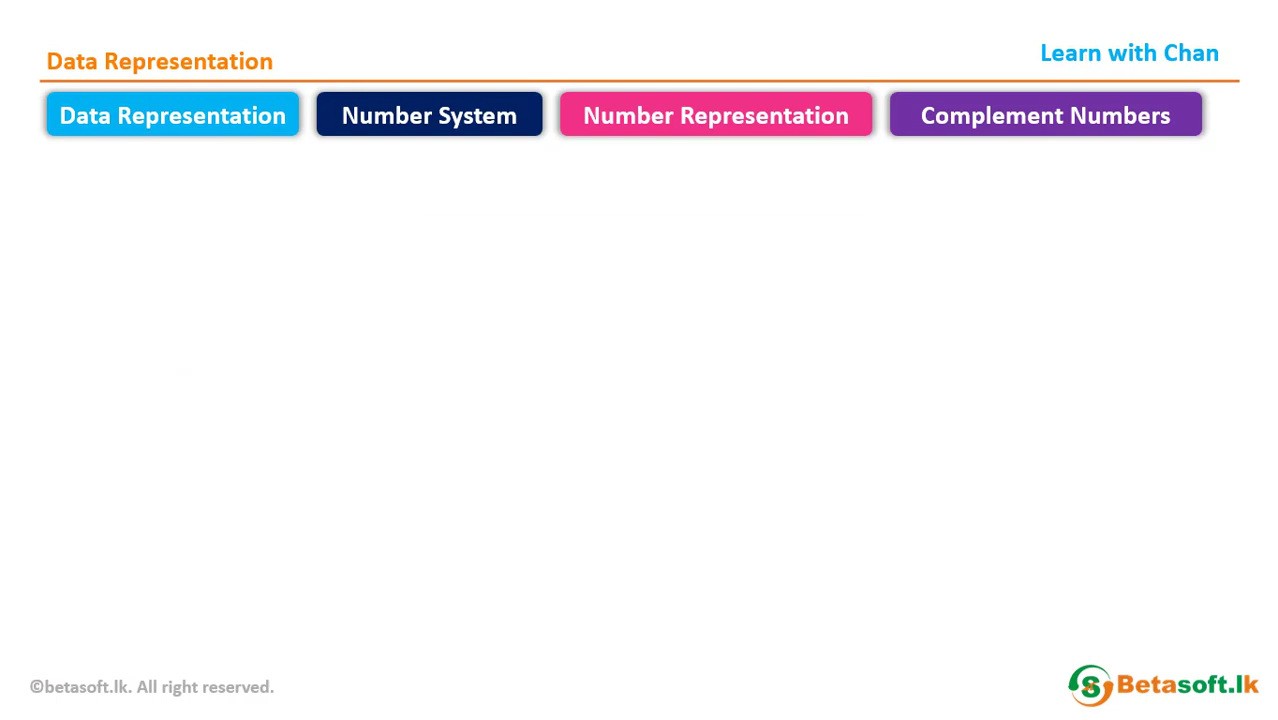 Data Representation
Learn with Chan
Data Representation
Number System
Number Representation
Complement Numbers
©betasoft.lk. All right reserved.
Betasoft.lk